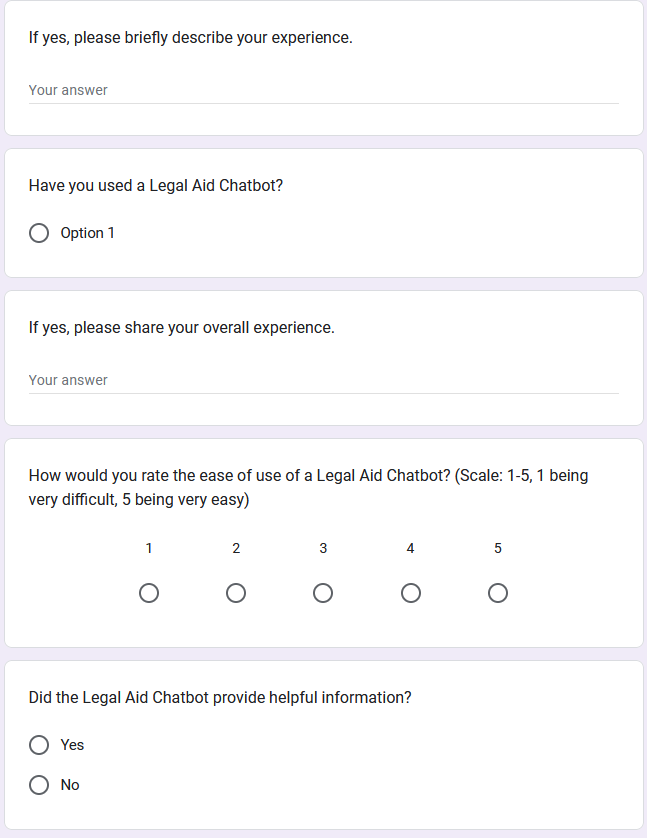 If yes, please briefly describe your experience.
Your answer
Have you used a Legal Aid Chatbot?
Option 1
If yes, please share your overall experience.
Your answer
How would you rate the ease of use of a Legal Aid Chatbot? (Scale: 1-5, 1 being
very difficult, 5 being very easy)
1 2 3 4 5
Did the Legal Aid Chatbot provide helpful information?
Yes
No